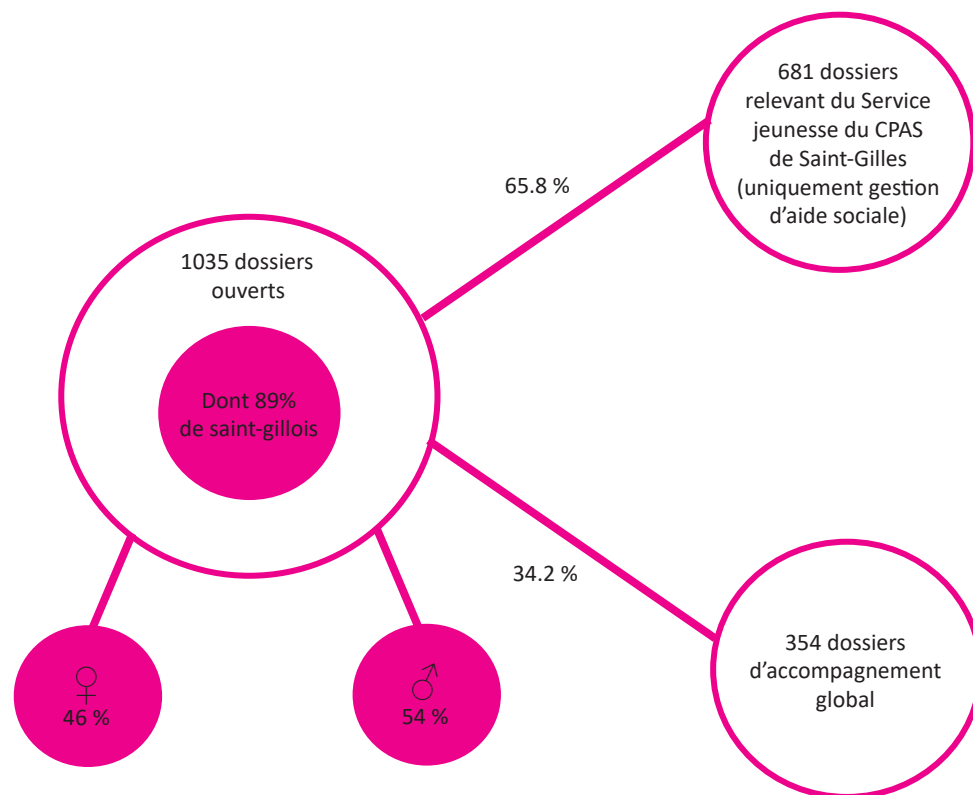 681 dossiers
relevant du Service
jeunesse du CPAS
de Saint-Gilles
(uniquement gestion
d’aide sociale)
65.8 %
1035 dossiers
ouverts
Dont 89%
de saint-gillois
34.2 %
354 dossiers
d’accompagnement
global
♀
46 %
♂
54 %